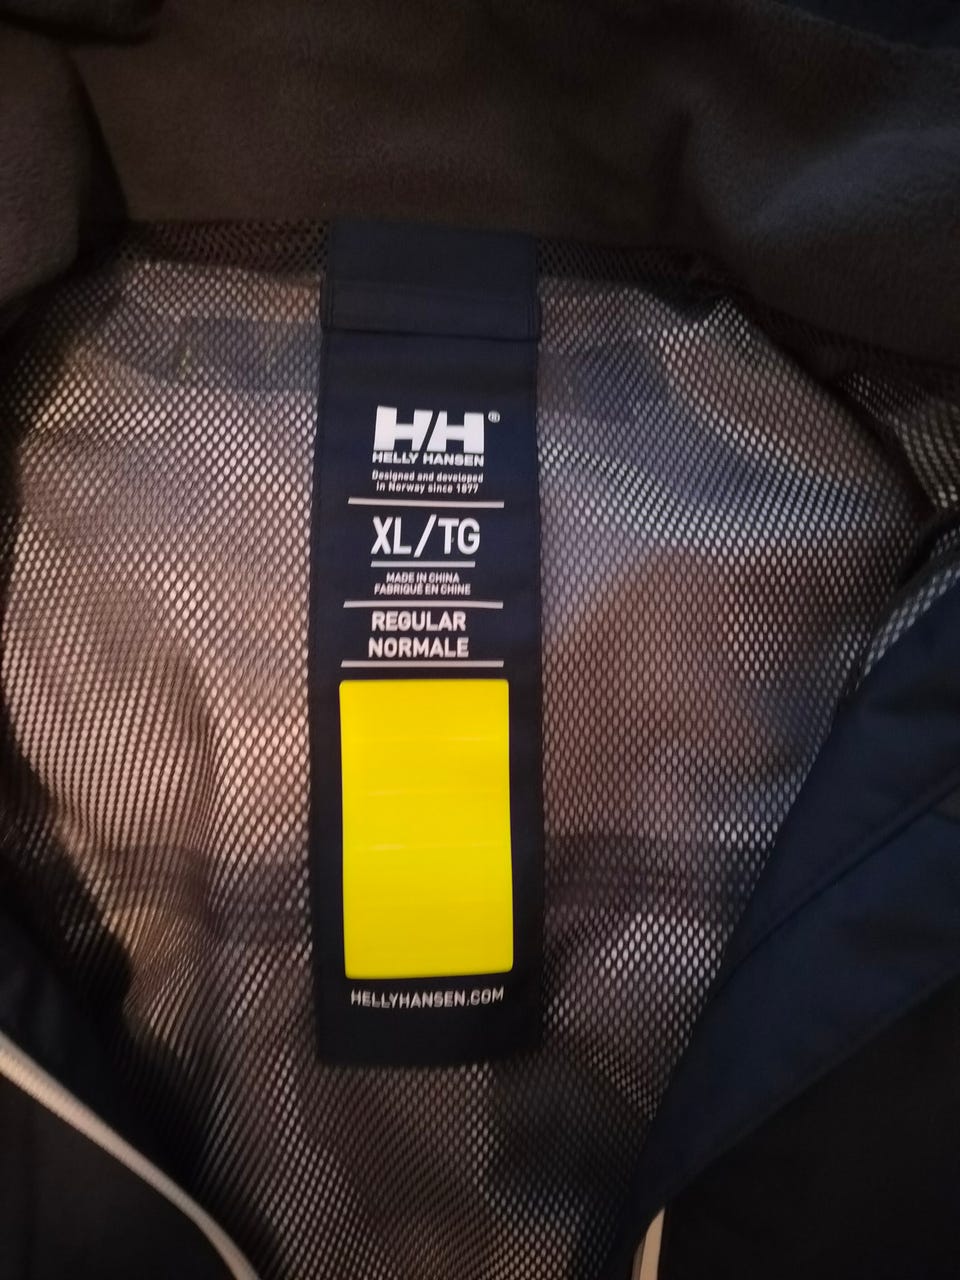 H/H®
HELLY HANSEN
Designed and developed
in Norway since 1877
XL/TG
MADE IN CHINA
FABRIQUÉ EN CHINE
REGULAR
NORMALE
HELLYHANSEN.COM